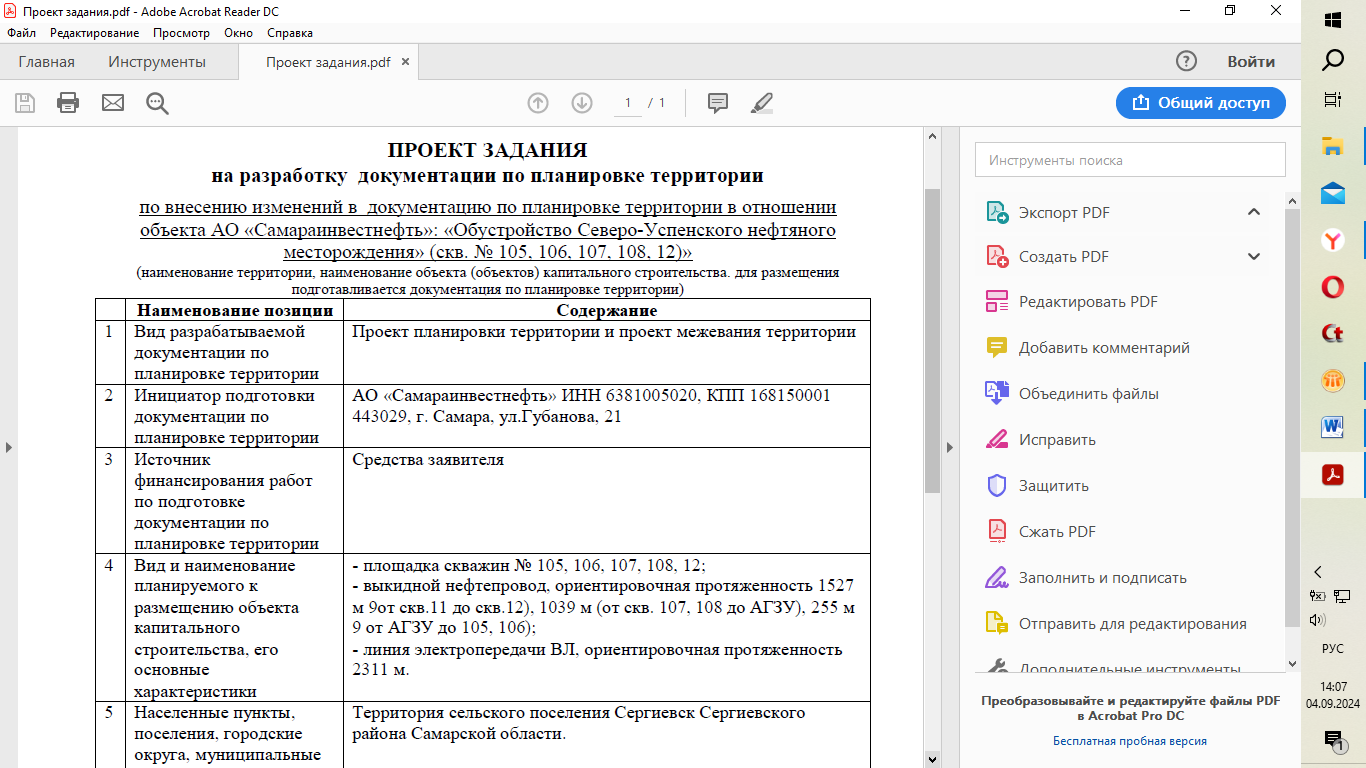 Проект задания.pdf - Adobe Acrobat Reader DC
Файл Редактирование Просмотр Окно Справка
Главная Инструменты Проект задания.pdf × Войти
1 / 1 Общий доступ
ПРОЕКТ ЗАДАНИЯ
на разработку документации по планировке территории
по внесению изменений в документацию по планировке территории в отношении
объекта АО «Самараинвестнефть»: «Обустройство Северо-Успенского нефтяного
месторождения» (скв. № 105, 106, 107, 108, 12)»
(наименование территории, наименование объекта (объектов) капитального строительства. для размещения
подготавливается документация по планировке территории)
Наименование позиции Содержание
1 Вид разрабатываемой Проект планировки территории и проект межевания территории
документации по
планировке территории
2 Инициатор подготовки АО «Самараинвестнефть» ИНН 6381005020, КПП 168150001
документации по 443029, г. Самара, ул.Губанова, 21
планировке территории
3 Источник Средства заявителя
финансирования работ
по подготовке
документации по
планировке территории
4 Вид и наименование - площадка скважин № 105, 106, 107, 108, 12;
планируемого к - выкидной нефтепровод, ориентировочная протяженность 1527
размещению объекта м 9от скв.11 до скв.12), 1039 м (от скв. 107, 108 до АГЗУ), 255 м
капитального 9 от АГЗУ до 105, 106);
строительства, его - линия электропередачи ВЛ, ориентировочная протяженность
основные 2311 м.
характеристики
5 Населенные пункты, Территория сельского поселения Сергиевск Сергиевского
поселения, городские района Самарской области.
округа, муниципальные
Инструменты поиска
Экспорт PDF
Создать PDF
Редактировать PDF
Добавить комментарий
Объединить файлы
Исправить
Защитить
Сжать PDF
Заполнить и подписать
Отправить для редактирования
Дополнительные инструменты
Преобразовывайте и редактируйте файлы PDF
в Acrobat Pro DC
Бесплатная пробная версия
РУС
14:07
04.09.2024
1